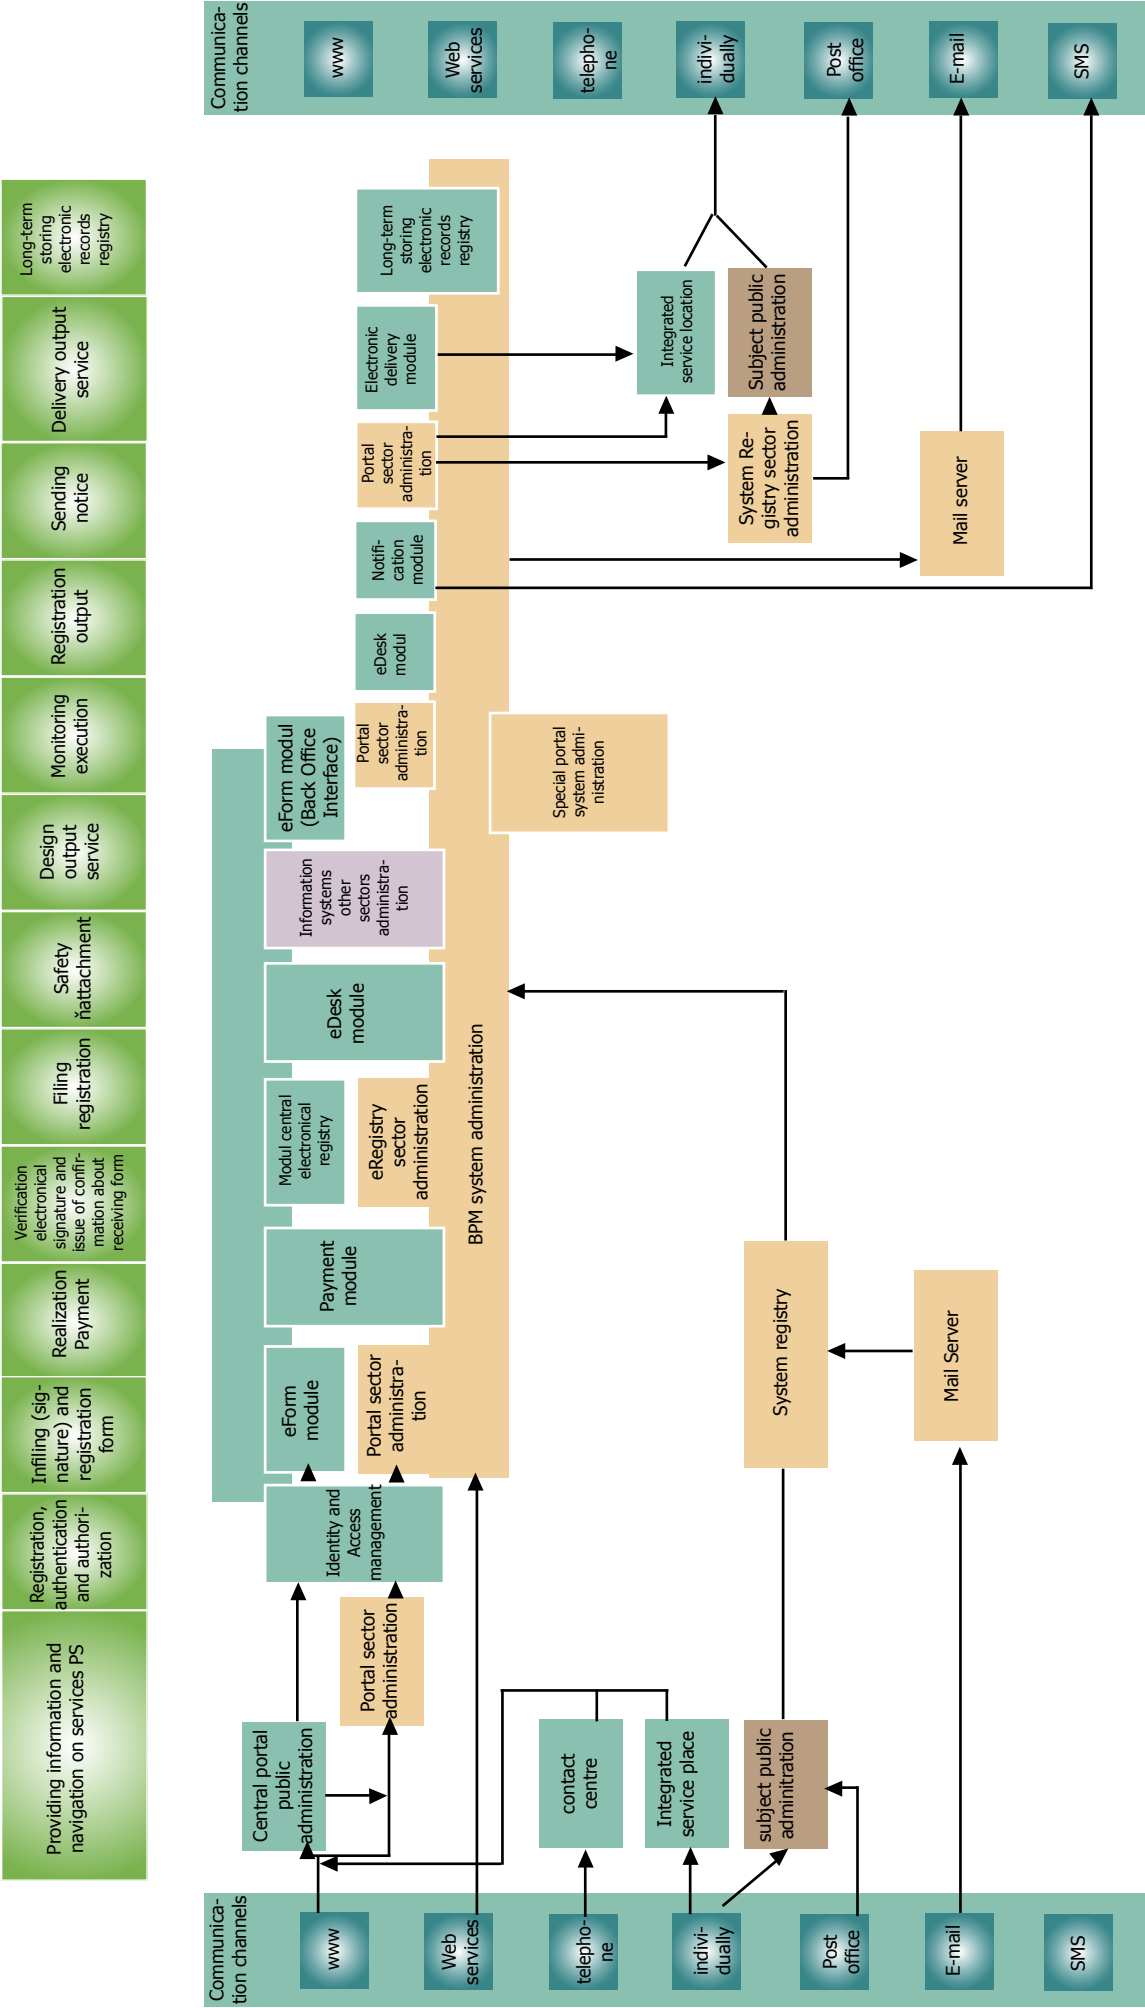 Providing information and
navigation on services PS
Registration,
authentication
and authori-
zation
Infiling (sig-
nature) and
registration
form
Realization
Payment
Verification
electronical
signature and
issue of confir-
mation about
receiving form
Filing
registration
Safety
ňattachment
Design
output
service
Monitoring
execution
Registration
output
Sending
notice
Delivery output
service
Long-term
storing
electronic
records
registry
Communica-
tion channels
www
Web
services
telepho-
ne
indivi-
dually
Post
office
E-mail
SMS
Central portal
public
administration
Portal sector
administration
Identity and
Access
management
eForm
module
Portal sector
administra-
tion
Payment
module
Modul central
electronical
registry
eRegistry
sector
administration
eDesk
module
Information
systems
other
sectors
administra-
tion
eForm modul
(Back Office
Interface)
Portal
sector
administra-
tion
eDesk
modul
Notifi-
cation
module
Portal
sector
administra-
tion
Electronic
delivery
module
Long-term
storing
electronic
records
registry
BPM system administration
Special portal
system admi-
nistration
contact
centre
Integrated
service place
subject public
adminitration
System registry
Mail Server
Integrated
service location
Subject public
administration
System Re-
gistry sector
administration
Mail server
Communica-
tion channels
www
Web
services
telepho-
ne
indivi-
dually
Post
office
E-mail
SMS